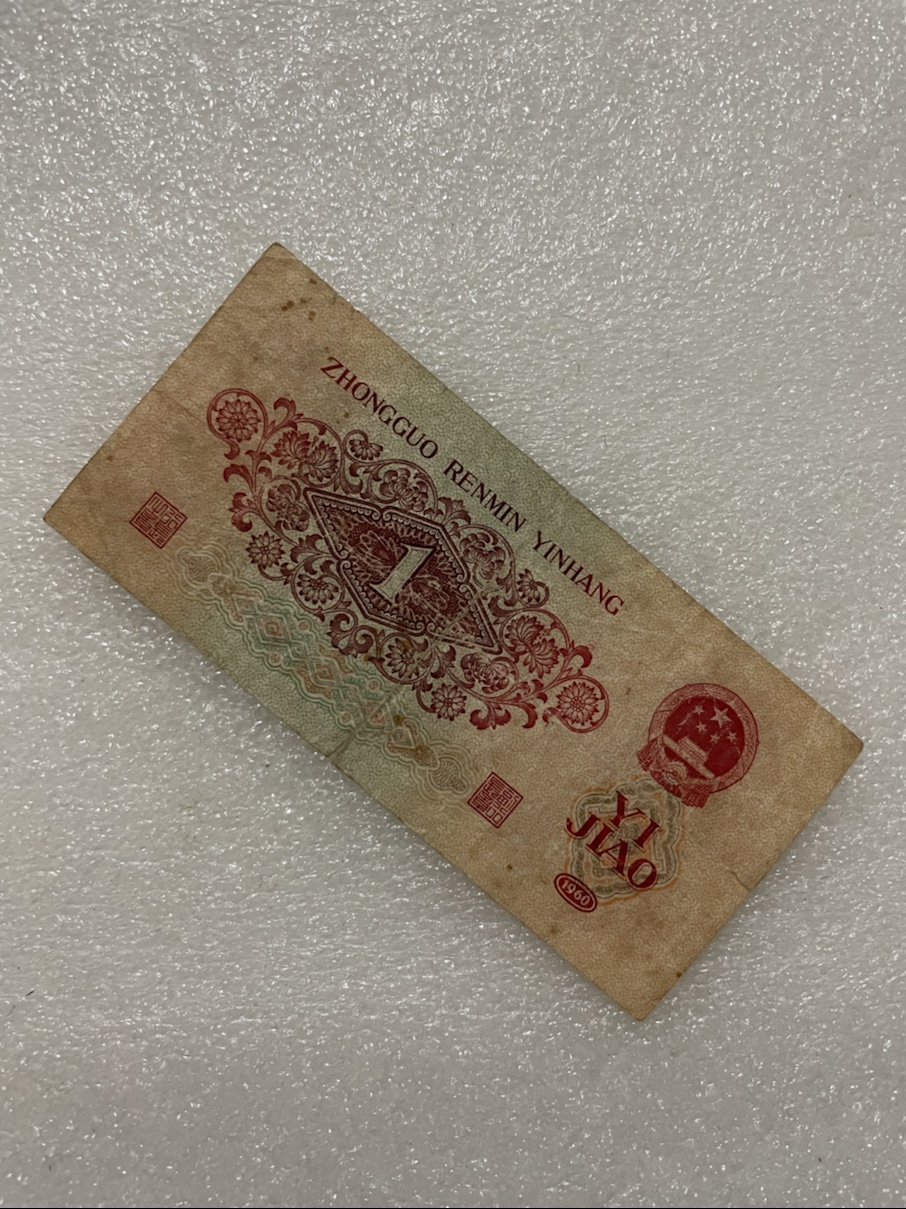 ZHONGGUO RENMIN YINHANG
1
YI
JIAO
1960